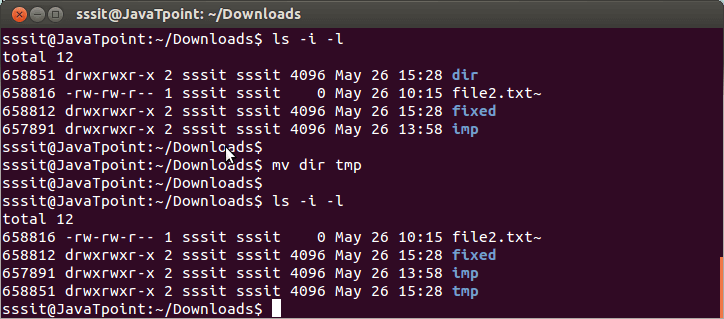 sssit@JavaTpoint: ~/Downloads
sssit@JavaTpoint:~/Downloads$ ls -i -l
total 12
658851 drwxrwxr-x 2 sssit sssit 4096 May 26 15:28 dir
658816 -rw-rw-r-- 1 sssit sssit    0 May 26 10:15 file2.txt~
658812 drwxrwxr-x 2 sssit sssit 4096 May 26 15:28 fixed
657891 drwxrwxr-x 2 sssit sssit 4096 May 26 13:58 imp
sssit@JavaTpoint:~/Downloads$
sssit@JavaTpoint:~/Downloads$ mv dir tmp
sssit@JavaTpoint:~/Downloads$
sssit@JavaTpoint:~/Downloads$ ls -i -l
total 12
658816 -rw-rw-r-- 1 sssit sssit    0 May 26 10:15 file2.txt~
658812 drwxrwxr-x 2 sssit sssit 4096 May 26 15:28 fixed
657891 drwxrwxr-x 2 sssit sssit 4096 May 26 13:58 imp
658851 drwxrwxr-x 2 sssit sssit 4096 May 26 15:28 tmp
sssit@JavaTpoint:~/Downloads$